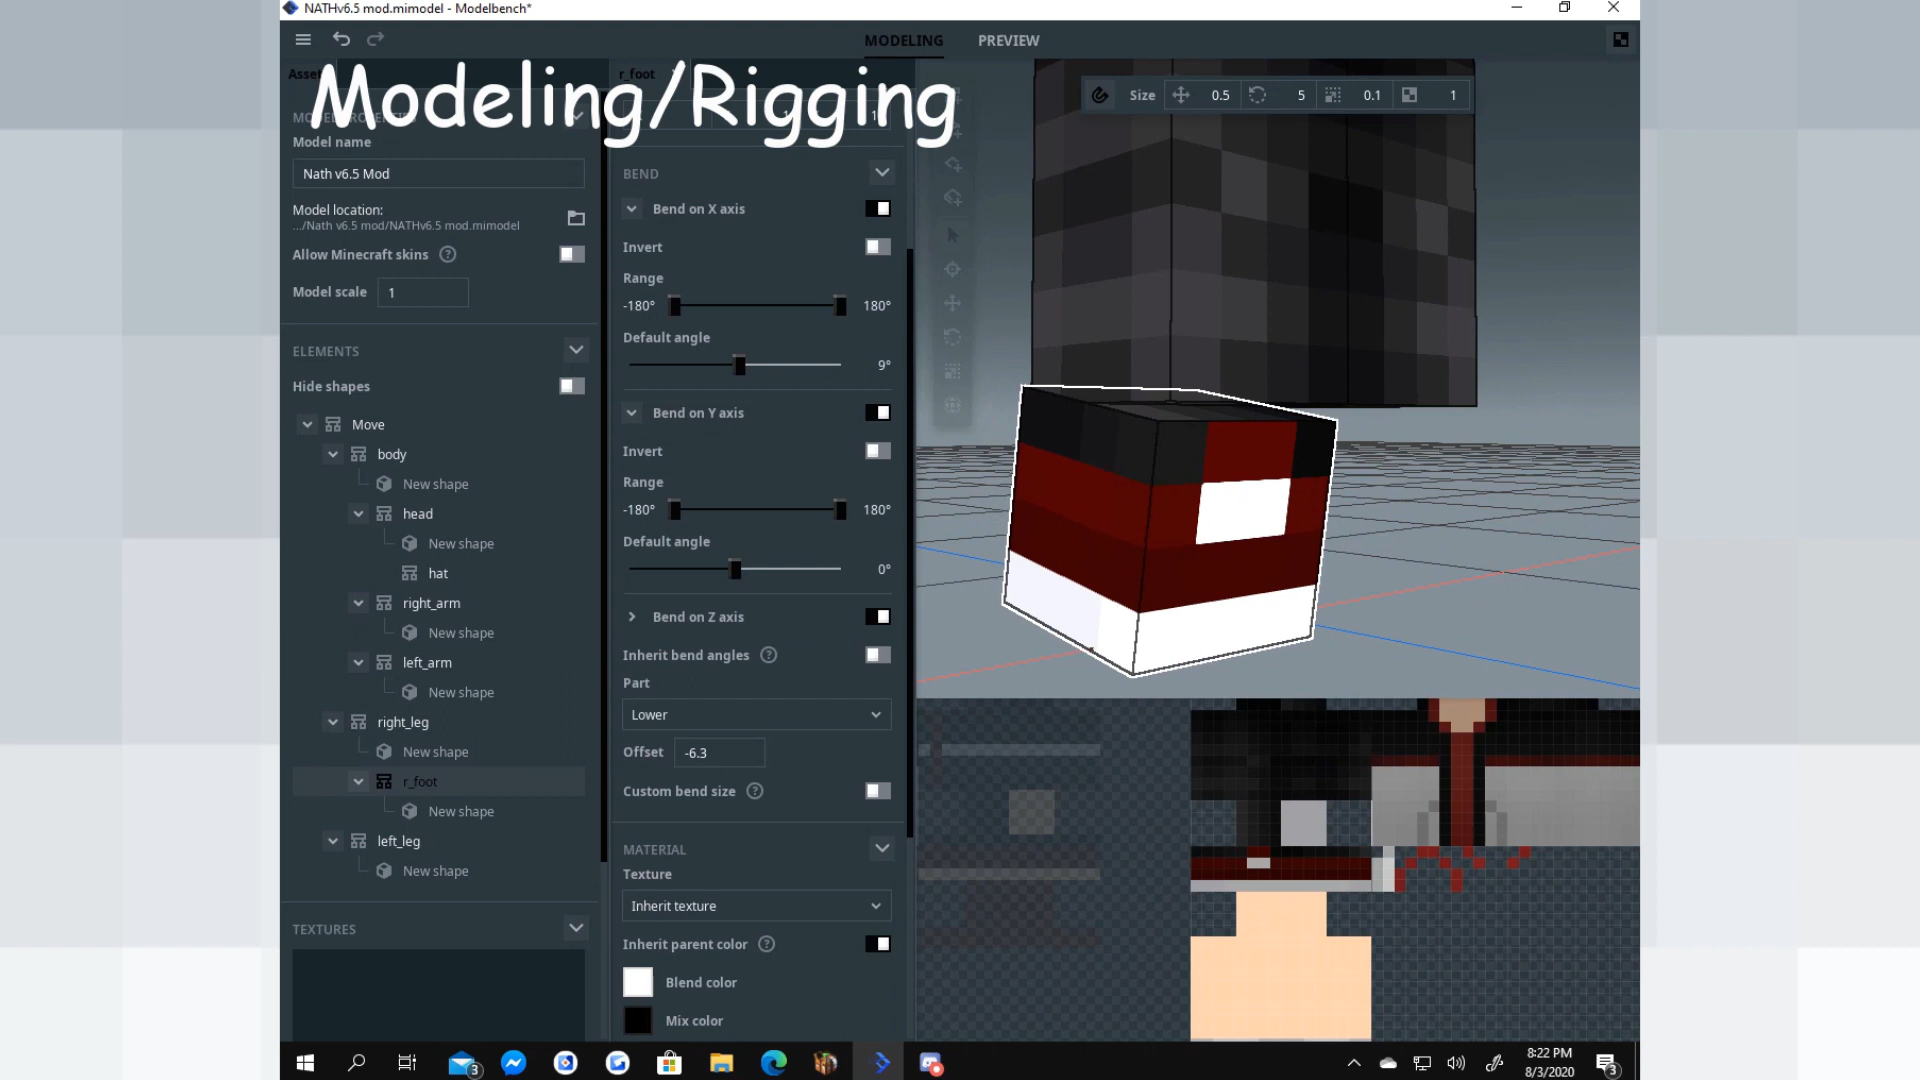 NATHv6.5 mod.mimodel - Modelbench*
MODELING
PREVIEW
Modeling/Rigging
r_foot
Size
0.5
5
0.1
1
Model name
Nath v6.5 Mod
Model location:
.../Nath v6.5 mod/NATHv6.5 mod.mimodel
Allow Minecraft skins
?
Model scale
1
ELEMENTS
Hide shapes
Move
body
New shape
head
New shape
hat
right_arm
New shape
left_arm
New shape
right_leg
New shape
r_foot
New shape
left_leg
New shape
TEXTURES
BEND
Bend on X axis
Invert
Range
-180°
180°
Default angle
9°
Bend on Y axis
Invert
Range
-180°
180°
Default angle
0°
Bend on Z axis
Inherit bend angles
?
Part
Lower
Offset
-6.3
Custom bend size
?
MATERIAL
Texture
Inherit texture
Inherit parent color
?
Blend color
Mix color
3
8:22 PM
8/3/2020
3